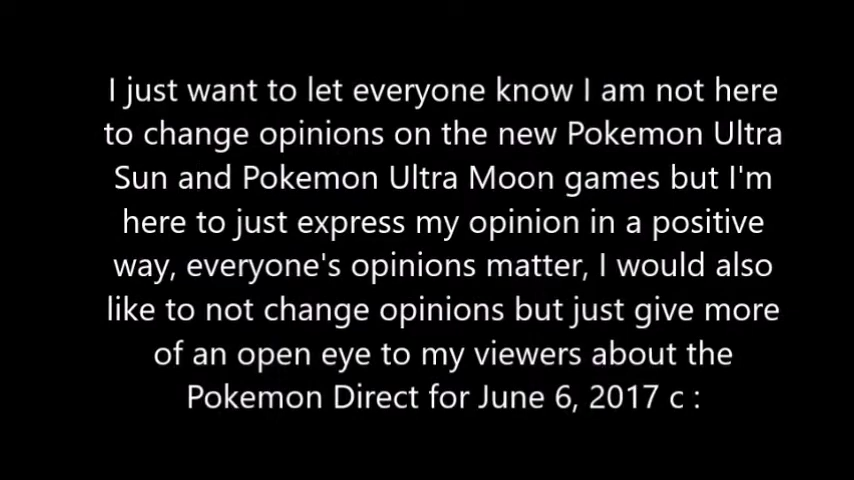 I just want to let everyone know I am not here
to change opinions on the new Pokemon Ultra
Sun and Pokemon Ultra Moon games but I'm
here to just express my opinion in a positive
way, everyone's opinions matter, I would also
like to not change opinions but just give more
of an open eye to my viewers about the
Pokemon Direct for June 6, 2017 c :